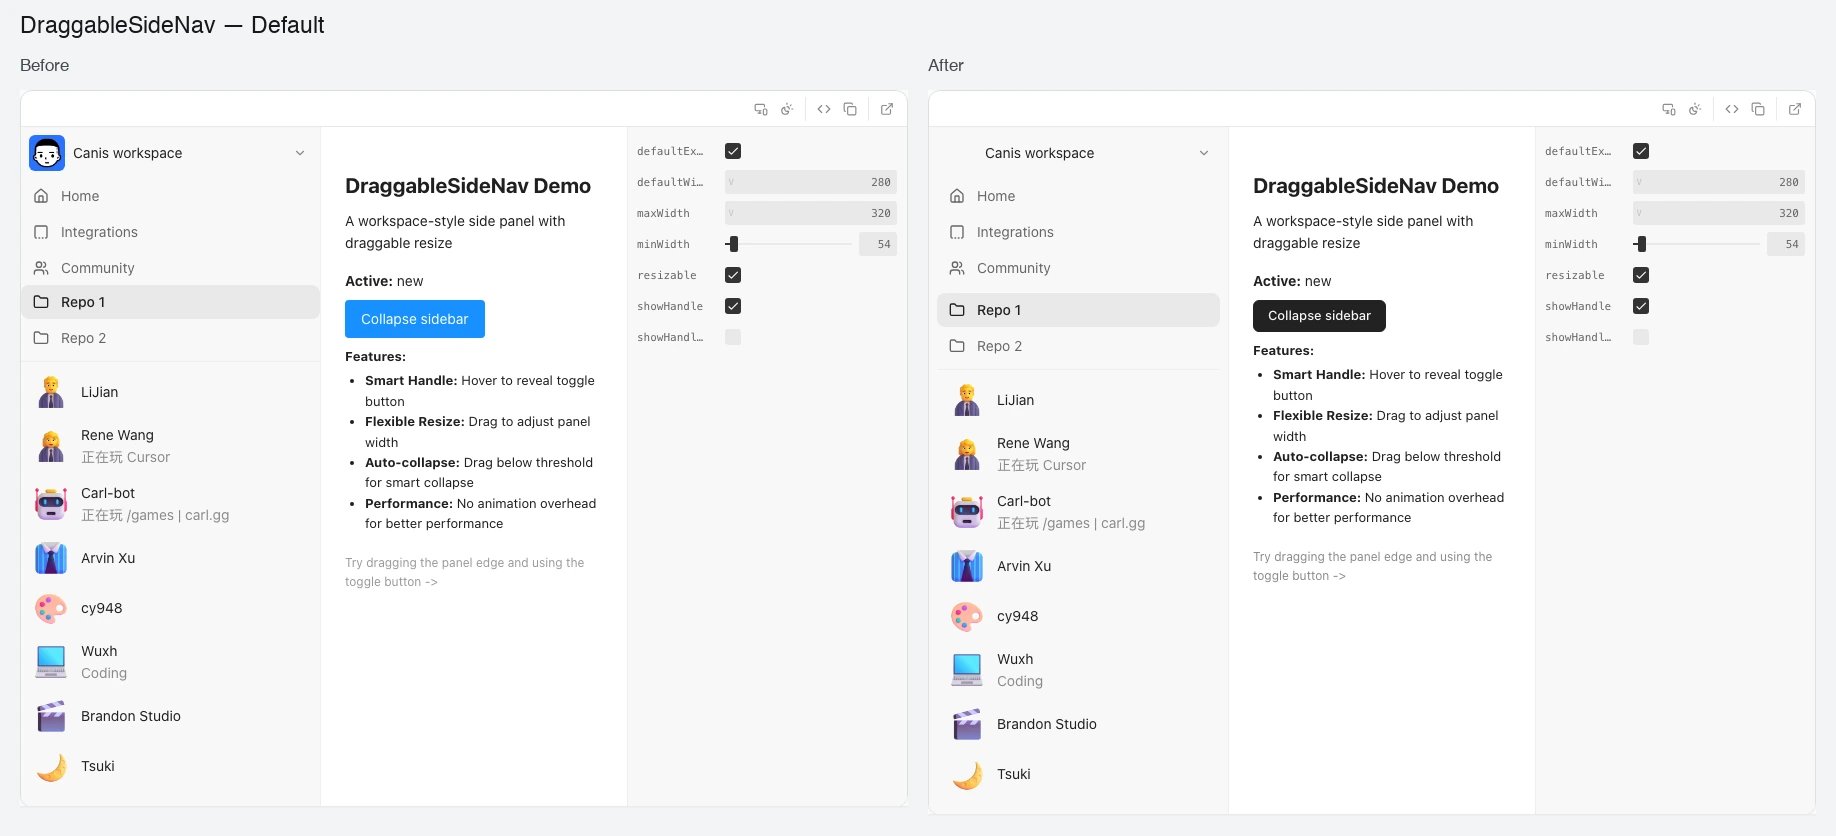 DraggableSideNav — Default
Before
Canis workspace
Home
Integrations
Community
Repo 1
Repo 2
LiJian
Rene Wang
正在玩 Cursor
Carl-bot
正在玩 /games | carl.gg
Arvin Xu
cy948
Wuxh
Coding
Brandon Studio
Tsuki
DraggableSideNav Demo
A workspace-style side panel with
draggable resize
Active: new
Collapse sidebar
Features:
• Smart Handle: Hover to reveal toggle
button
• Flexible Resize: Drag to adjust panel
width
• Auto-collapse: Drag below threshold
for smart collapse
• Performance: No animation overhead
for better performance
Try dragging the panel edge and using the
toggle button ->
defaultEx…
defaultWi… V 280
maxWidth V 320
minWidth 54
resizable
showHandle
showHandl…
After
Canis workspace
Home
Integrations
Community
Repo 1
Repo 2
LiJian
Rene Wang
正在玩 Cursor
Carl-bot
正在玩 /games | carl.gg
Arvin Xu
cy948
Wuxh
Coding
Brandon Studio
Tsuki
DraggableSideNav Demo
A workspace-style side panel with
draggable resize
Active: new
Collapse sidebar
Features:
• Smart Handle: Hover to reveal toggle
button
• Flexible Resize: Drag to adjust panel
width
• Auto-collapse: Drag below threshold
for smart collapse
• Performance: No animation overhead
for better performance
Try dragging the panel edge and using the
toggle button ->
defaultEx…
defaultWi… V 280
maxWidth V 320
minWidth 54
resizable
showHandle
showHandl…